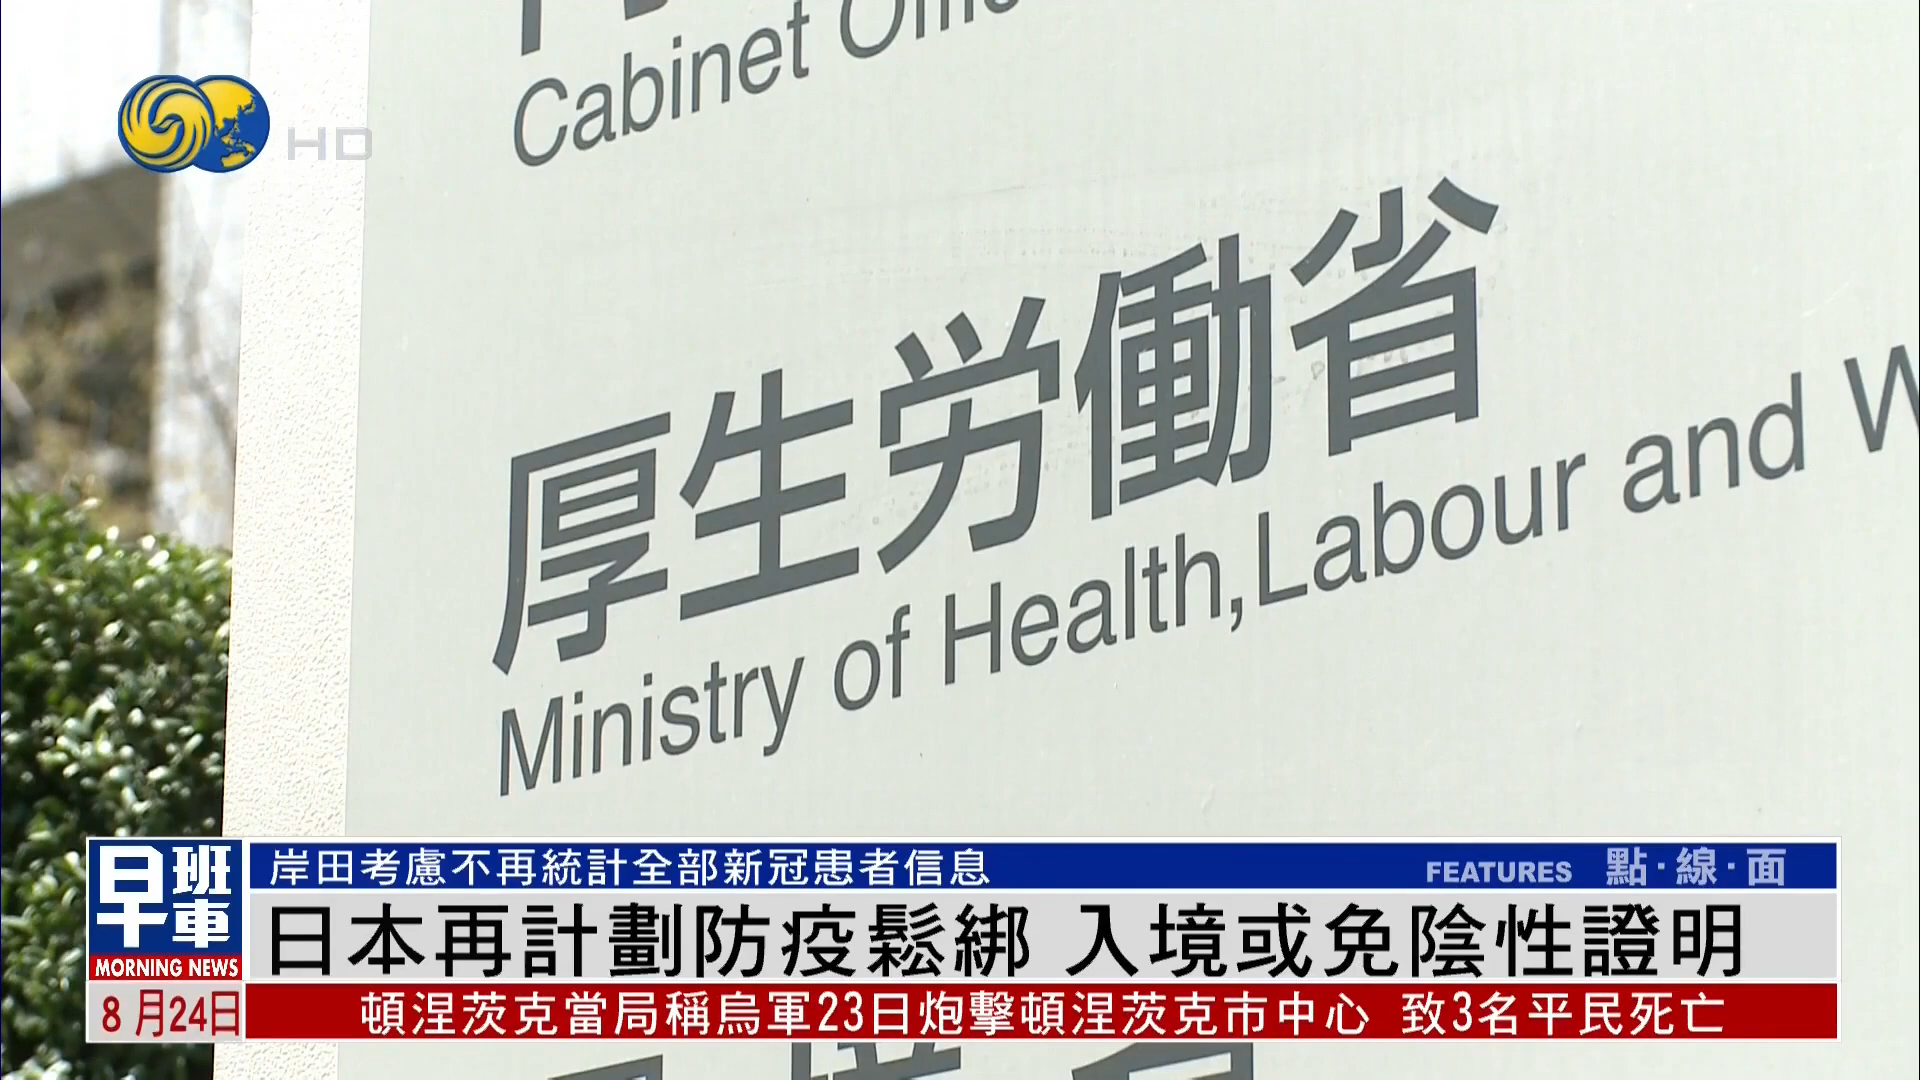 Cabinet Office
HD
厚生労働省
Ministry of Health,Labour and W
早班車
MORNING NEWS
岸田考慮不再統計全部新冠患者信息
FEATURES 點·線·面
日本再計劃防疫鬆綁 入境或免陰性證明
8月24日
頓涅茨克當局稱烏軍23日炮擊頓涅茨克市中心 致3名平民死亡